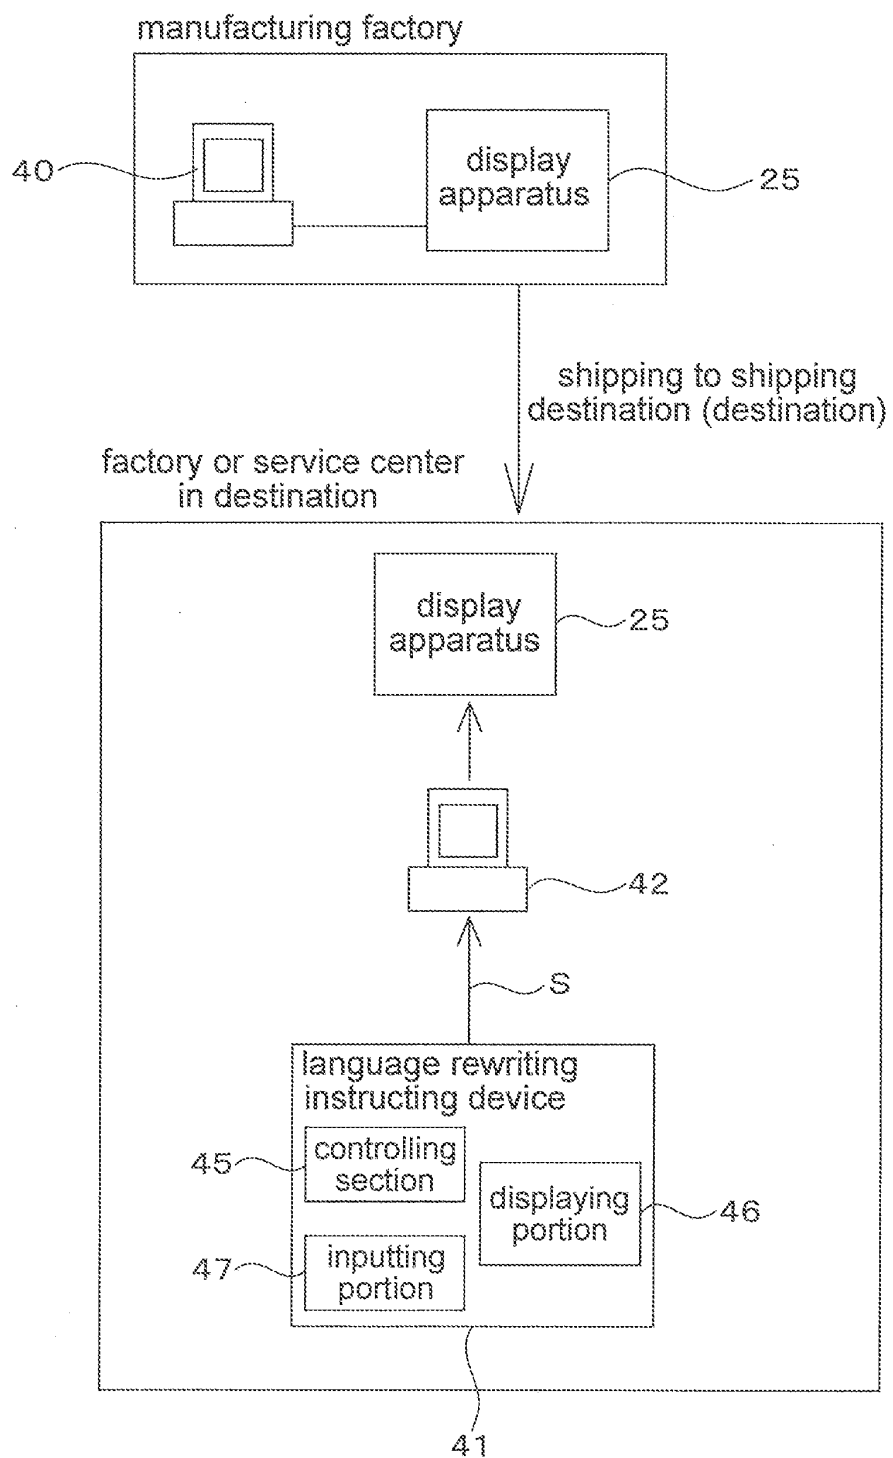 manufacturing factory
40
display
apparatus
25
shipping to shipping
destination (destination)
factory or service center
in destination
display
apparatus
25
42
S
language rewriting
instructing device
45
controlling
section
displaying
portion
46
47
inputting
portion
41